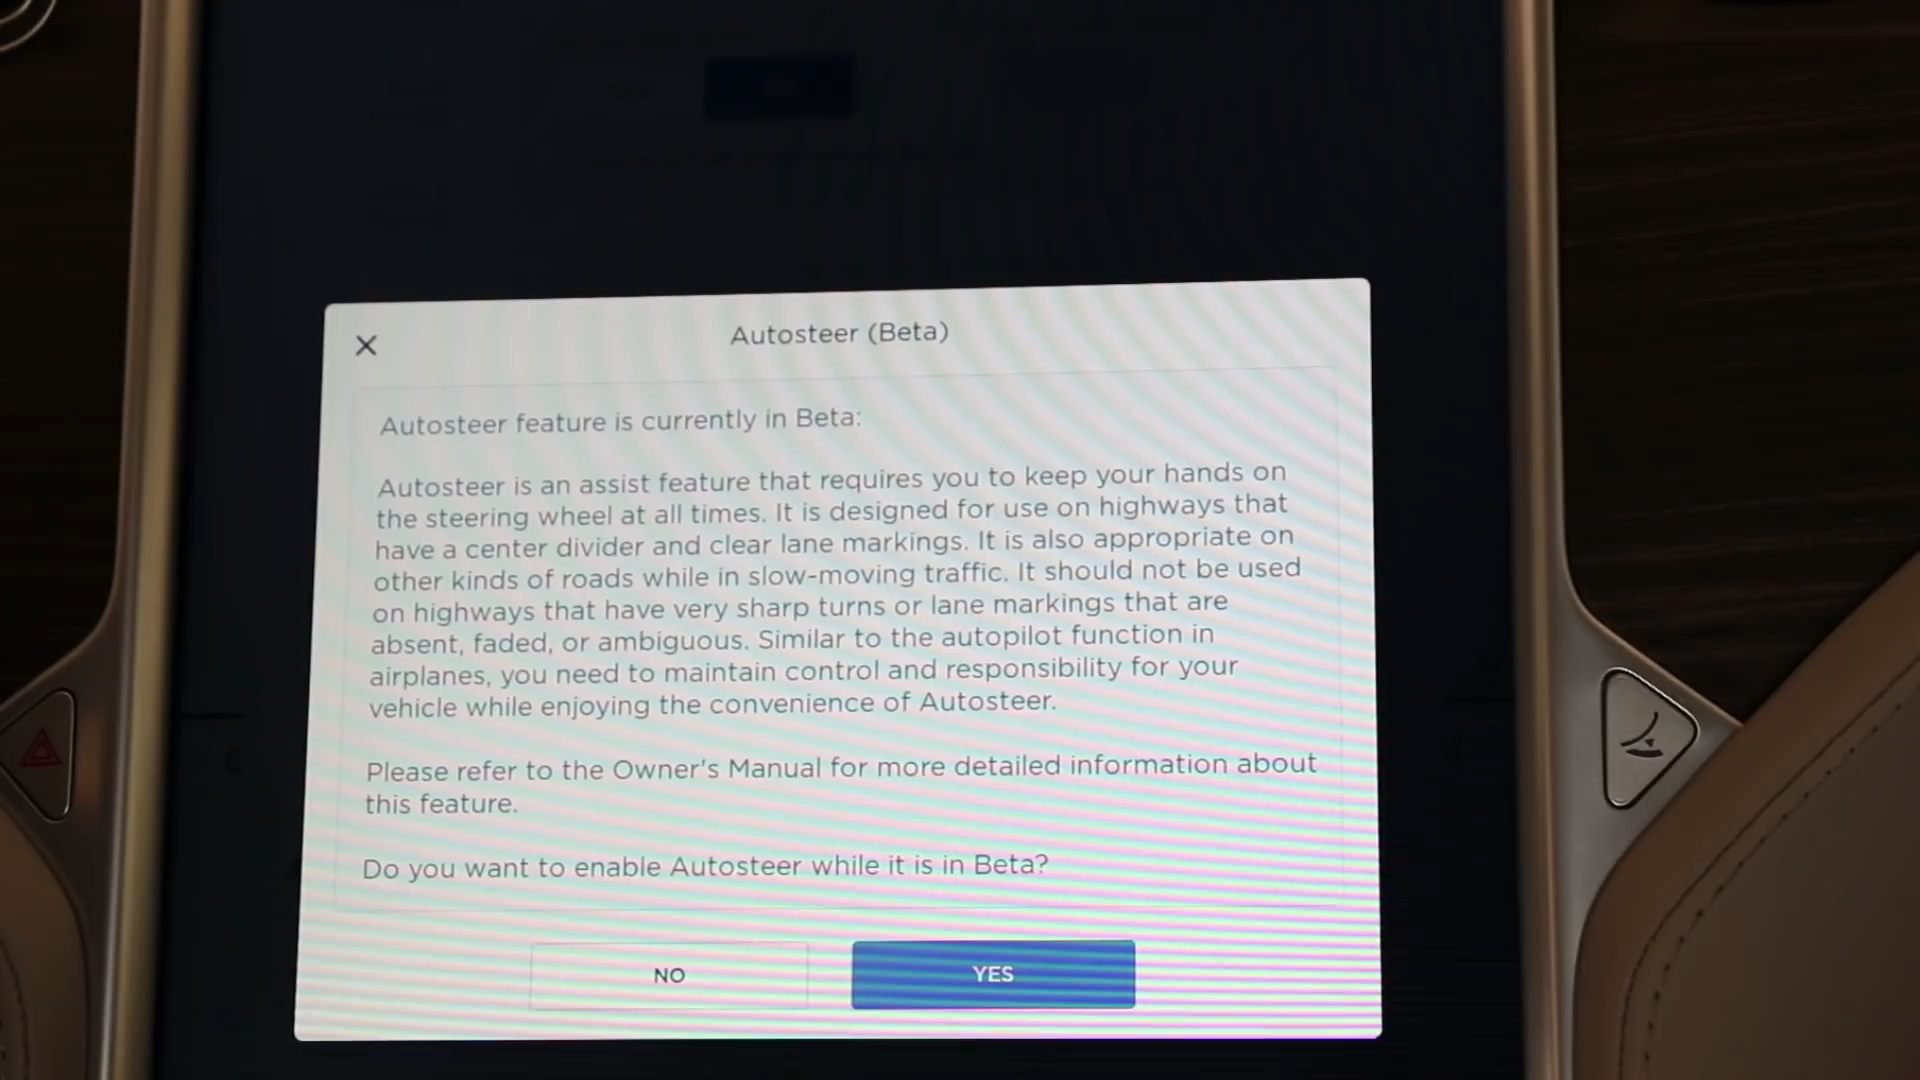 Autosteer (Beta)
Autosteer feature is currently in Beta:
Autosteer is an assist feature that requires you to keep your hands on
the steering wheel at all times. It is designed for use on highways that
have a center divider and clear lane markings. It is also appropriate on
other kinds of roads while in slow-moving traffic. It should not be used
on highways that have very sharp turns or lane markings that are
absent, faded, or ambiguous. Similar to the autopilot function in
airplanes, you need to maintain control and responsibility for your
vehicle while enjoying the convenience of Autosteer.
Please refer to the Owner's Manual for more detailed information about
this feature.
Do you want to enable Autosteer while it is in Beta?
NO
YES